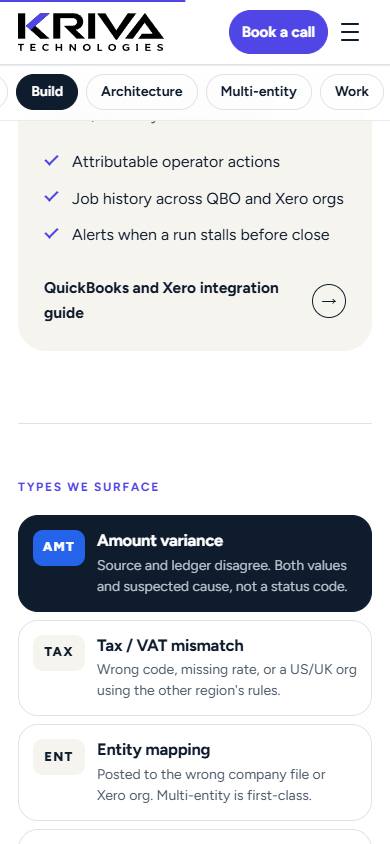 KRIVA
TECHNOLOGIES
Book a call
Build
Architecture
Multi-entity
Work
Attributable operator actions
Job history across QBO and Xero orgs
Alerts when a run stalls before close
QuickBooks and Xero integration
guide
TYPES WE SURFACE
AMT
Amount variance
Source and ledger disagree. Both values
and suspected cause, not a status code.
TAX
Tax / VAT mismatch
Wrong code, missing rate, or a US/UK org
using the other region's rules.
ENT
Entity mapping
Posted to the wrong company file or
Xero org. Multi-entity is first-class.